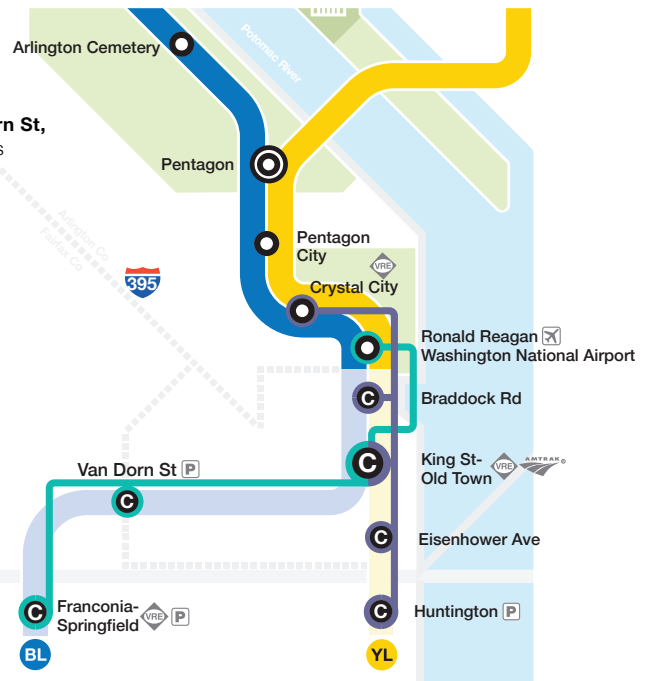 Arlington Cemetery
Potomac River
rn St,
s
Pentagon
Arlington Co
Fairfax Co
Pentagon
City
395
VRE
Crystal City
Ronald Reagan
Washington National Airport
C
Braddock Rd
C
King St-
Old Town
VRE
AMTRAK
Van Dorn St P
C
C
Eisenhower Ave
C
Franconia-
Springfield
VRE
P
C
Huntington P
BL
YL